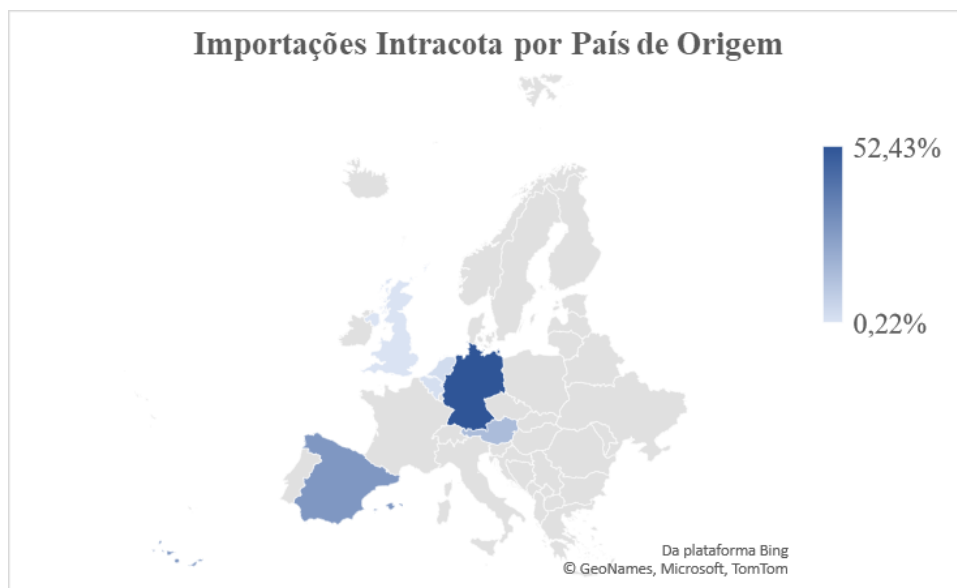 Importações Intracota por País de Origem
52,43%
0,22%
Da plataforma Bing
© GeoNames, Microsoft, TomTom